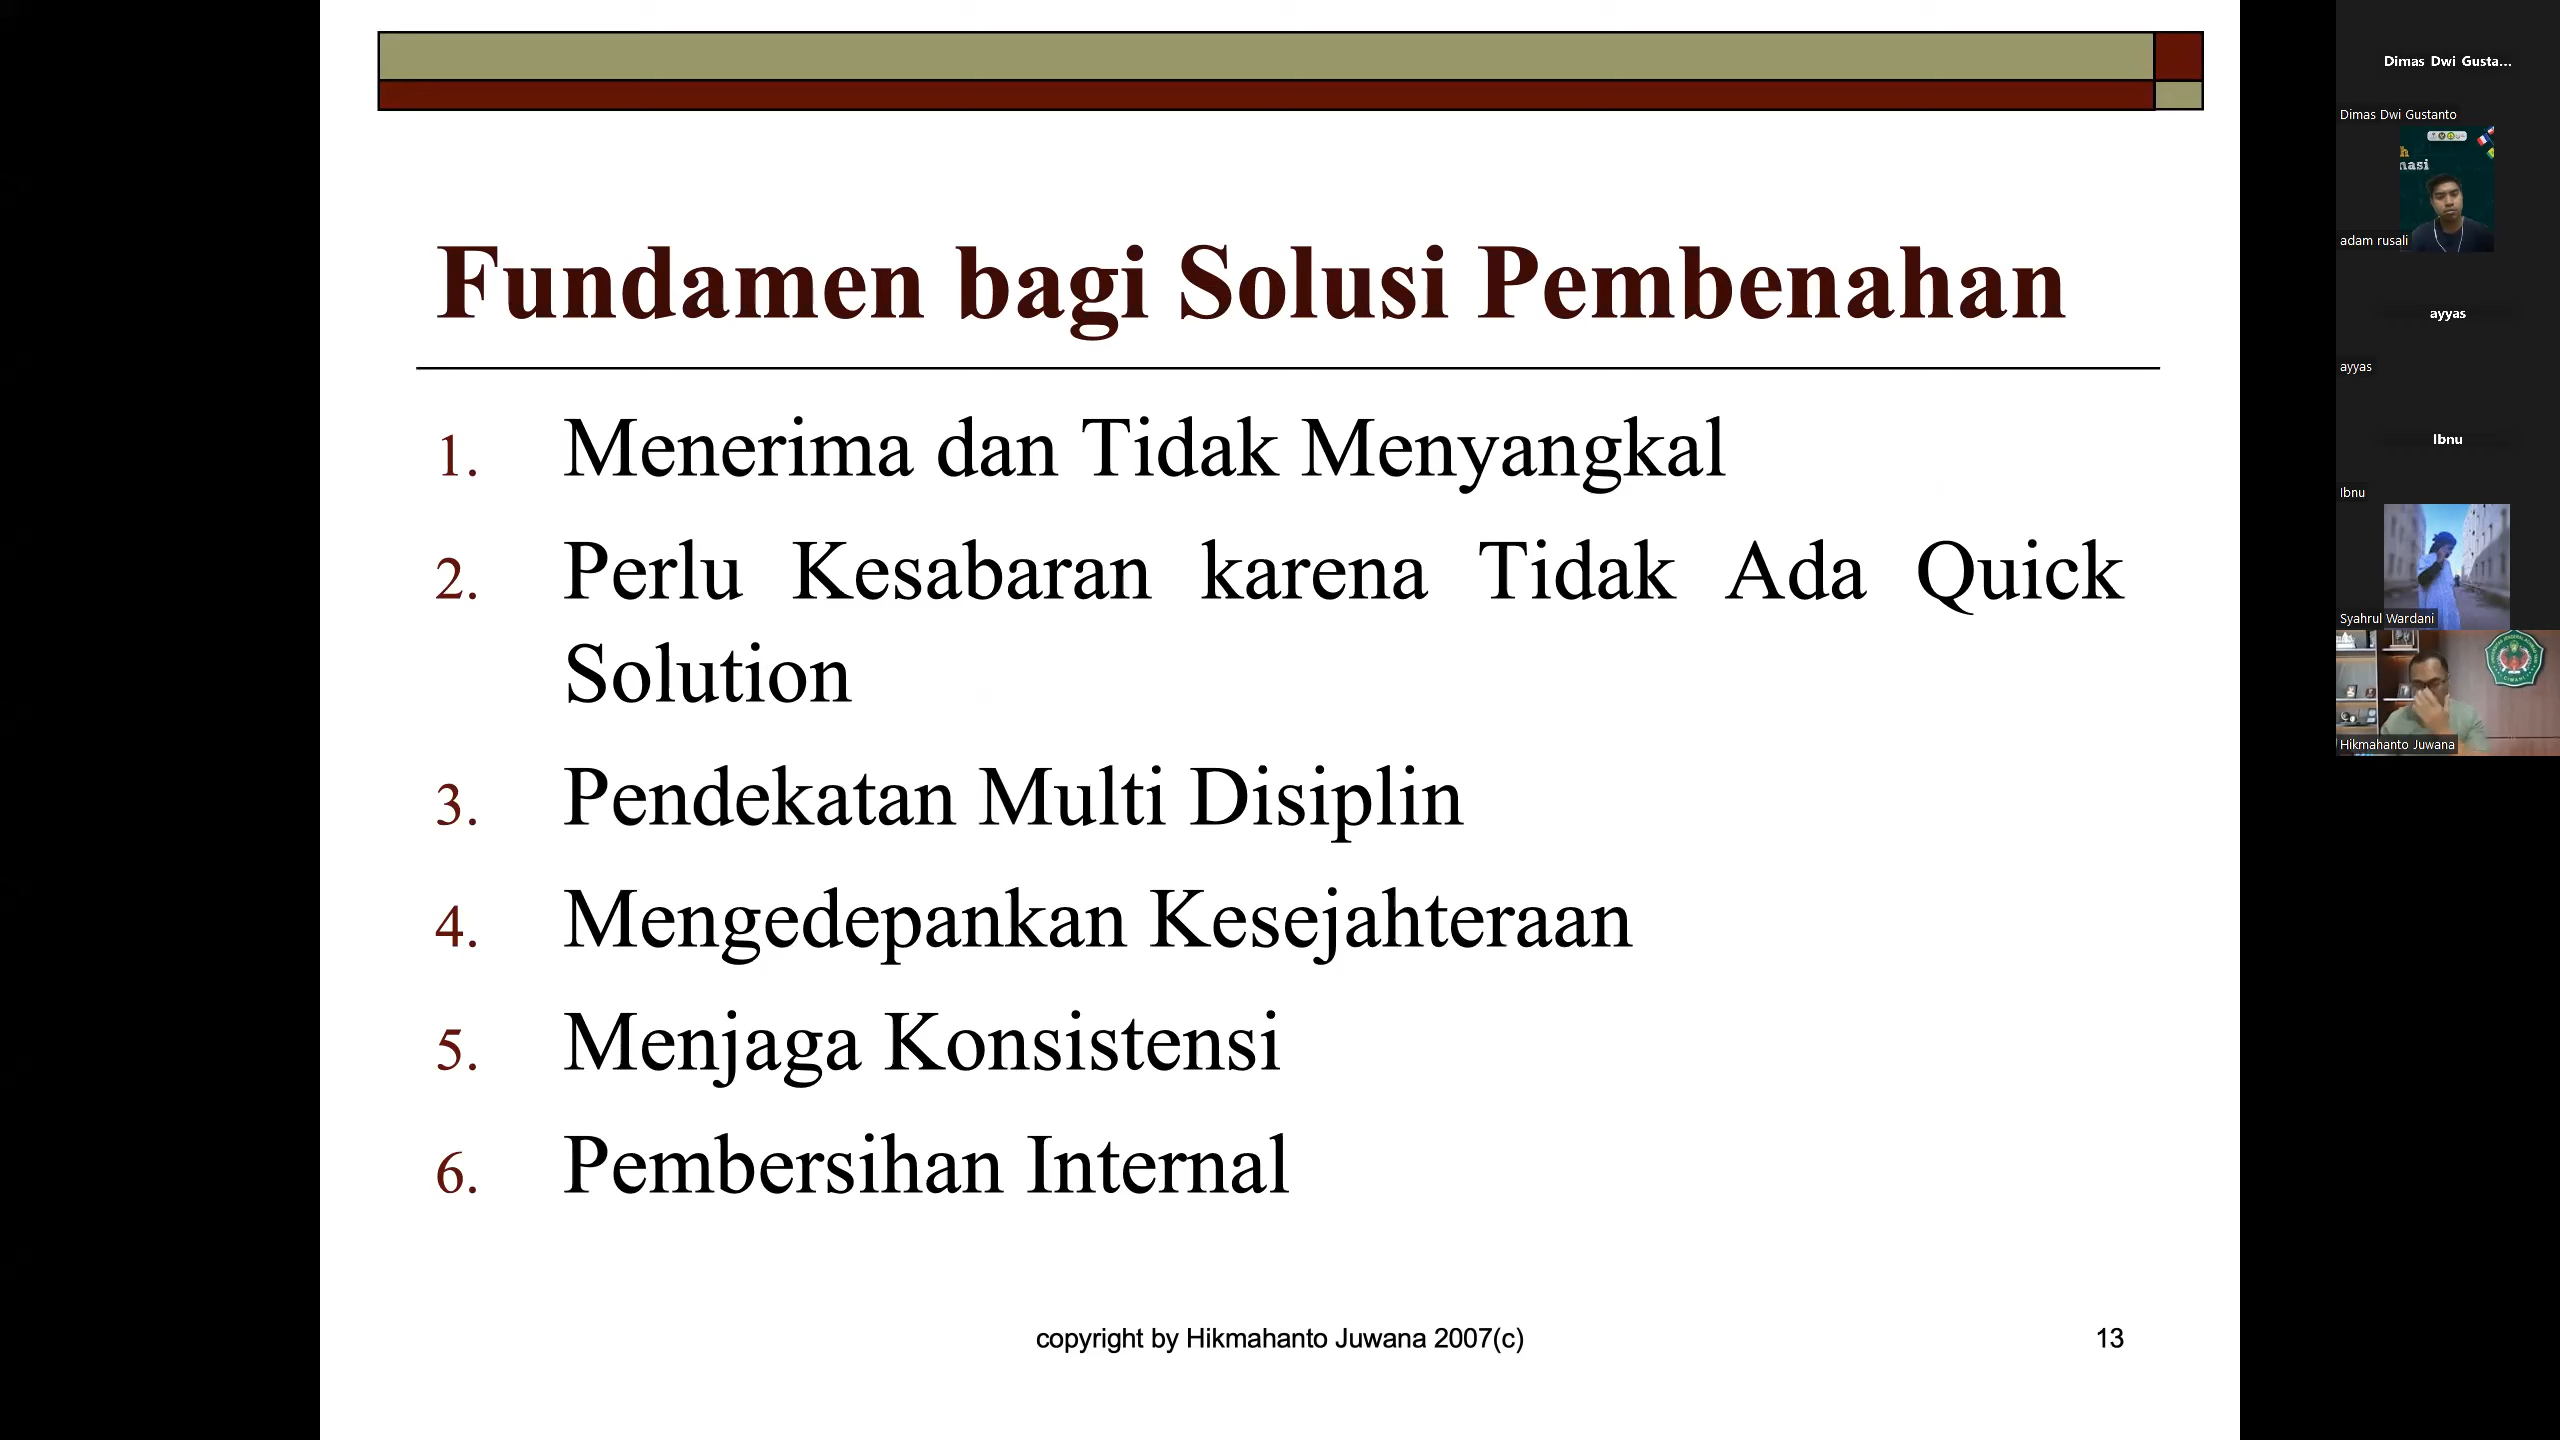 Fundamen bagi Solusi Pembenahan
1. Menerima dan Tidak Menyangkal
2. Perlu Kesabaran karena Tidak Ada Quick
Solution
3. Pendekatan Multi Disiplin
4. Mengedepankan Kesejahteraan
5. Menjaga Konsistensi
6. Pembersihan Internal
copyright by Hikmahanto Juwana 2007(c)
13
Dimas Dwi Gusta...
Dimas Dwi Gustanto
nasi
adam rusali
ayyas
ayyas
Ibnu
Ibnu
Syahrul Wardani
Hikmahanto Juwana